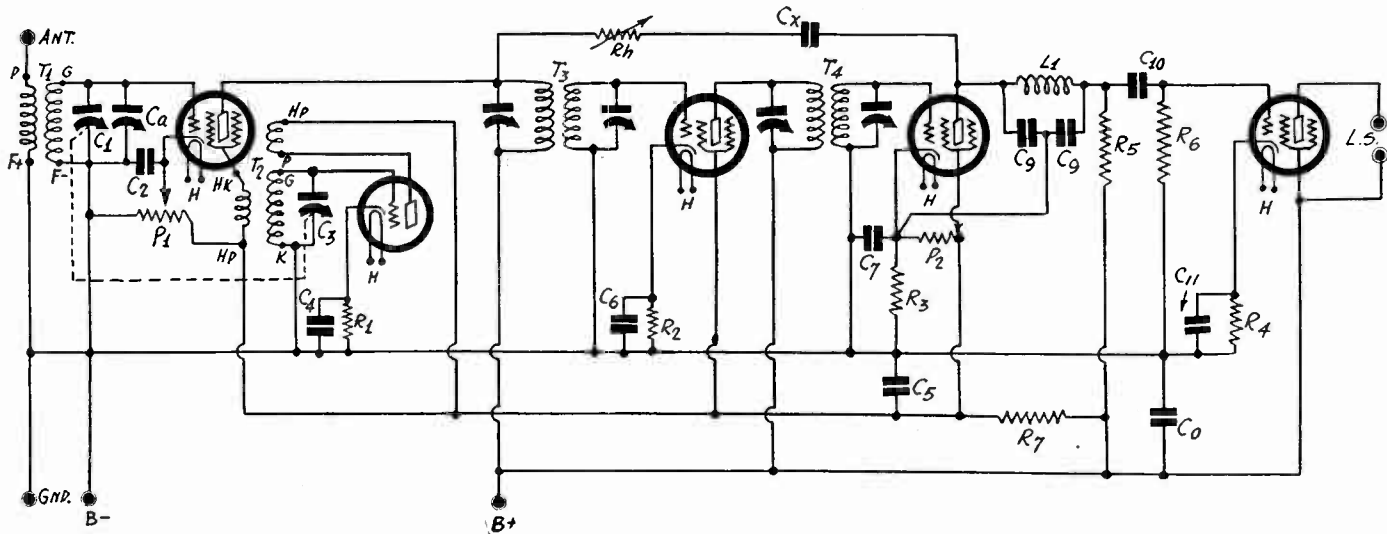 ANT.
P
T1
G
F+
F-
C1
Ca
C2
H
HK
P1
HP
HP
T2
P
G
K
C3
H
C4
R1
Rh
Cx
T3
H
C6
R2
T4
H
C7
P2
R3
C5
L1
C9
C9
R5
C10
R6
R7
C0
H
C11
R4
L.S.
GND.
B-
B+